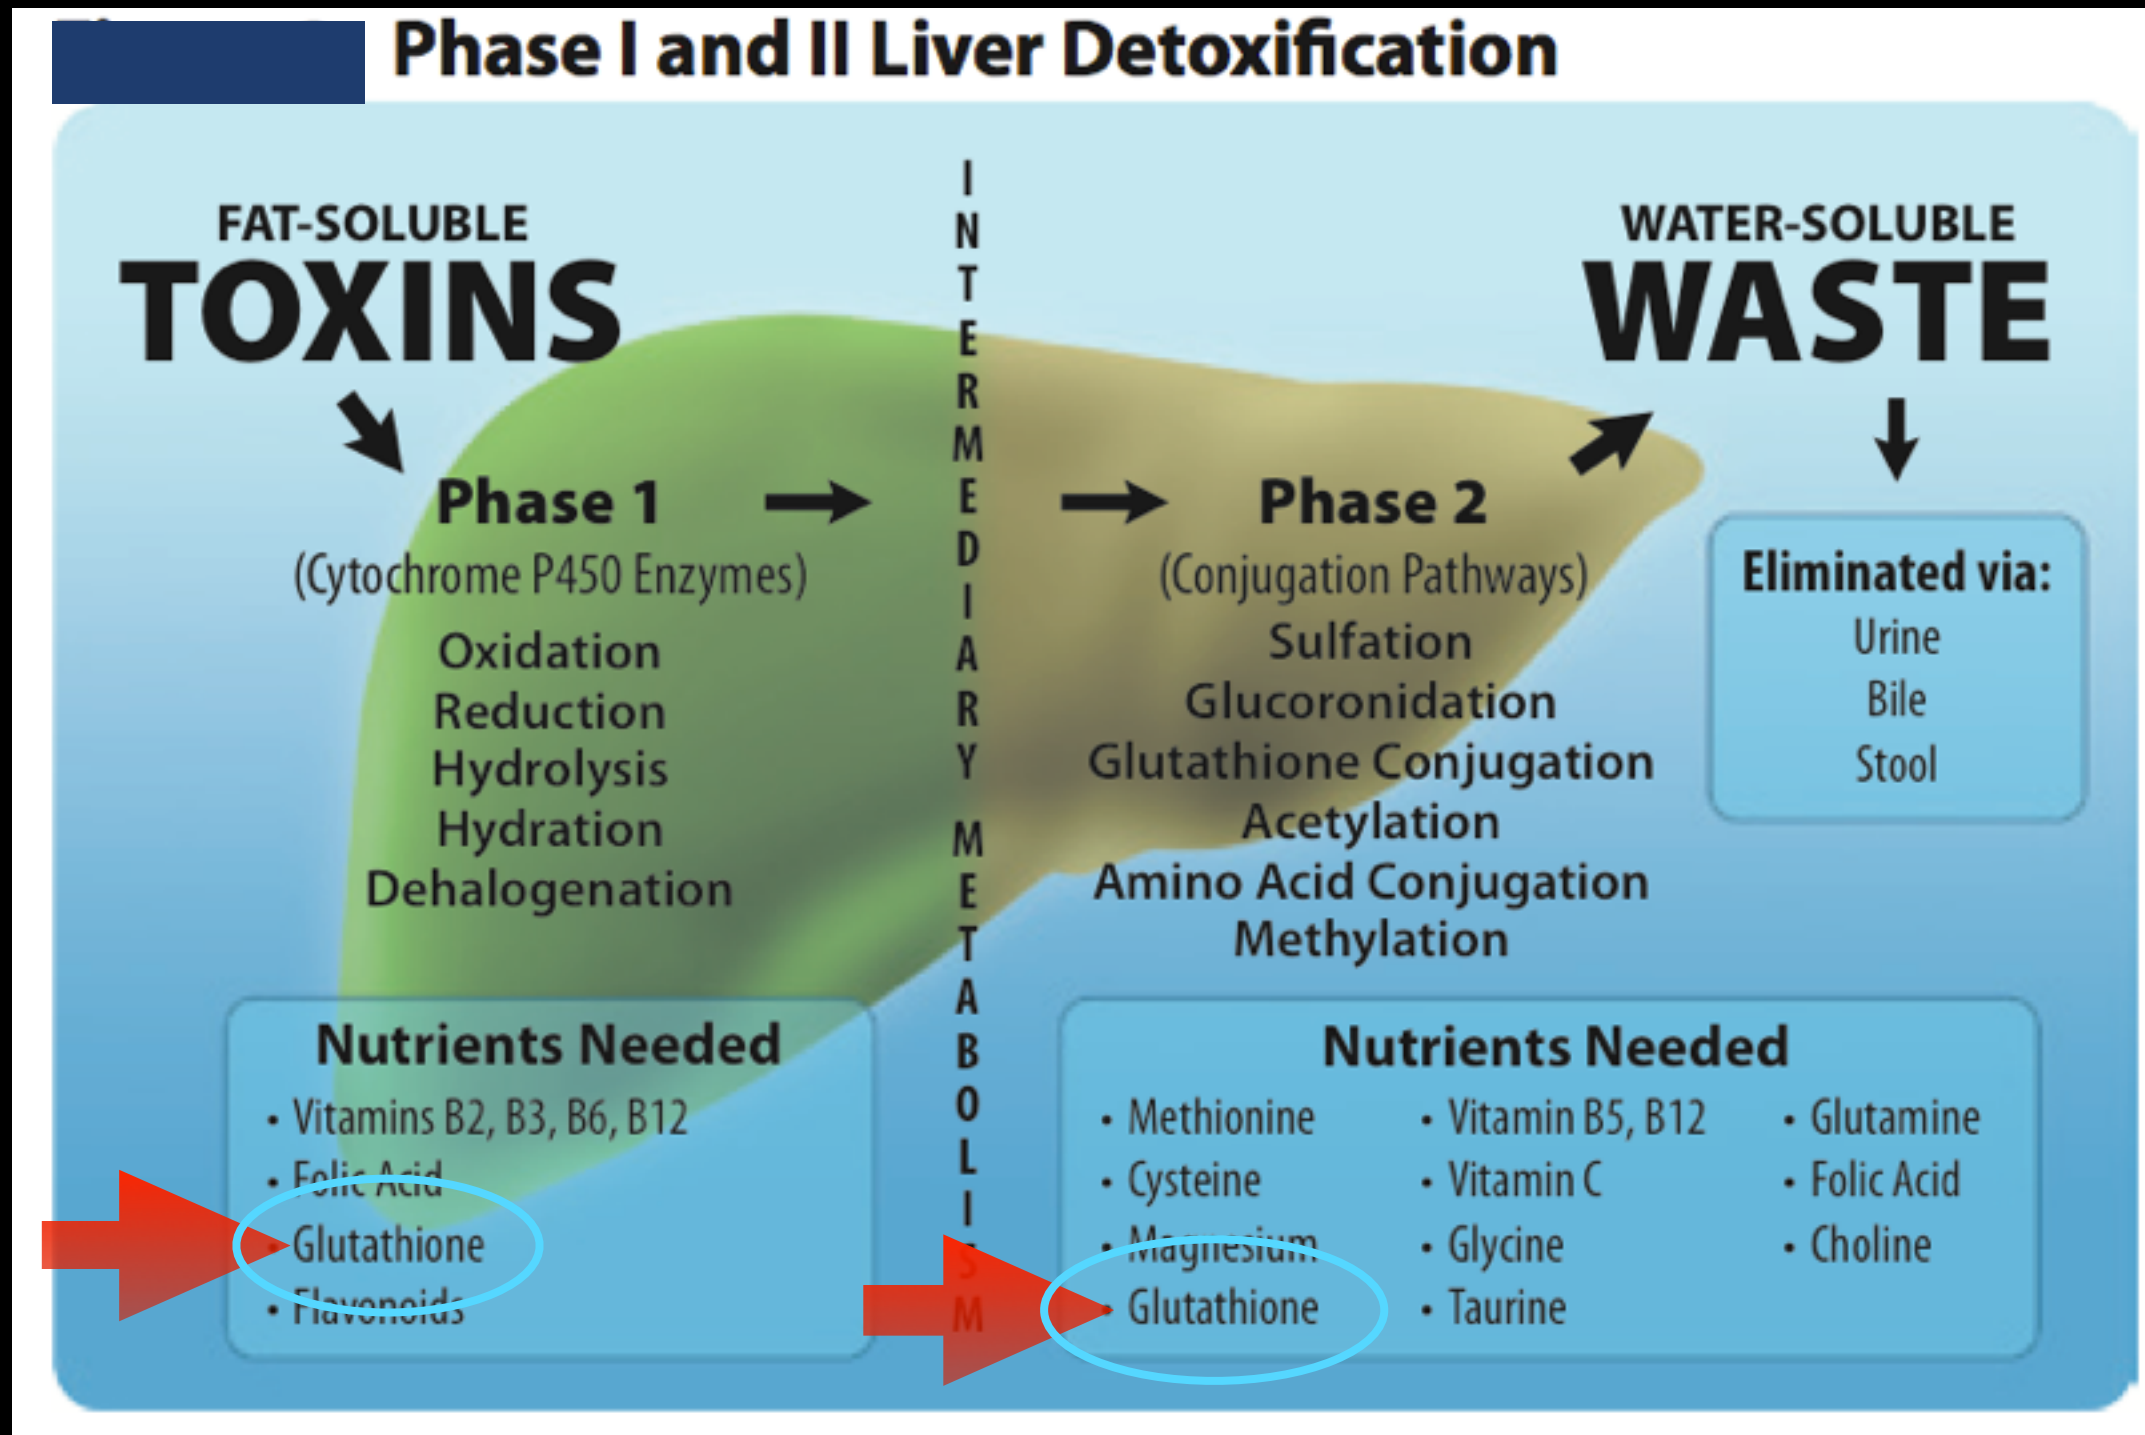 Phase I and II Liver Detoxification
FAT-SOLUBLE
TOXINS
Phase 1
(Cytochrome P450 Enzymes)
Oxidation
Reduction
Hydrolysis
Hydration
Dehalogenation
Nutrients Needed
• Vitamins B2, B3, B6, B12
• Folic Acid
• Glutathione
• Flavonoids
INTERMEDIARY METABOLISM
WATER-SOLUBLE
WASTE
Phase 2
(Conjugation Pathways)
Sulfation
Glucoronidation
Glutathione Conjugation
Acetylation
Amino Acid Conjugation
Methylation
Eliminated via:
Urine
Bile
Stool
Nutrients Needed
• Methionine
• Cysteine
• Magnesium
• Glutathione
• Vitamin B5, B12
• Vitamin C
• Glycine
• Taurine
• Glutamine
• Folic Acid
• Choline